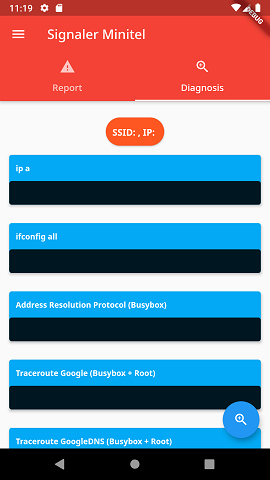 11:19
DEBUG
Signaler Minitel
Report
Diagnosis
SSID: , IP:
ip a
ifconfig all
Address Resolution Protocol (Busybox)
Traceroute Google (Busybox + Root)
Traceroute GoogleDNS (Busybox + Root)